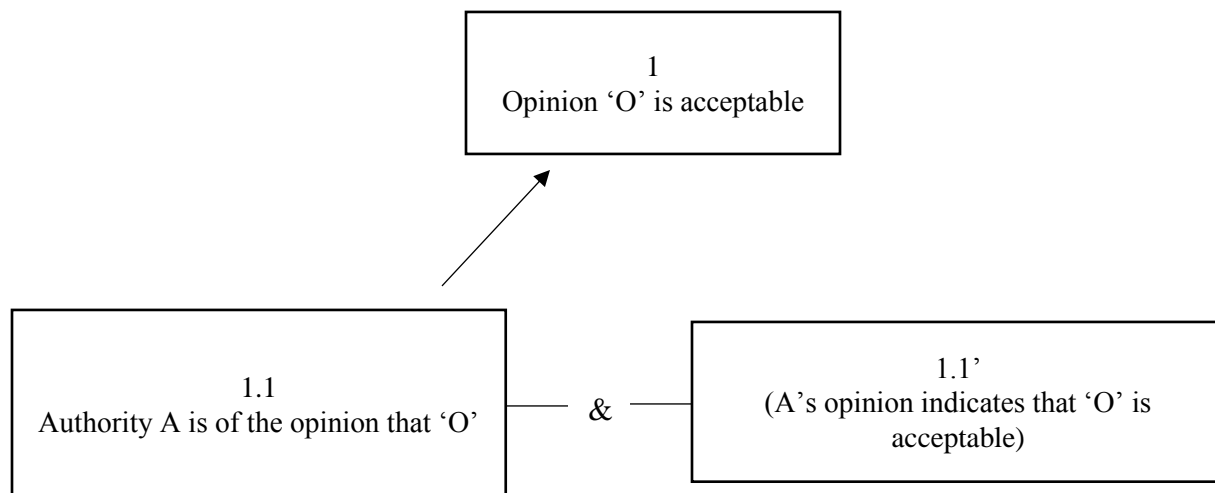 1
Opinion ‘O’ is acceptable
1.1
Authority A is of the opinion that ‘O’
&
1.1’
(A’s opinion indicates that ‘O’ is
acceptable)